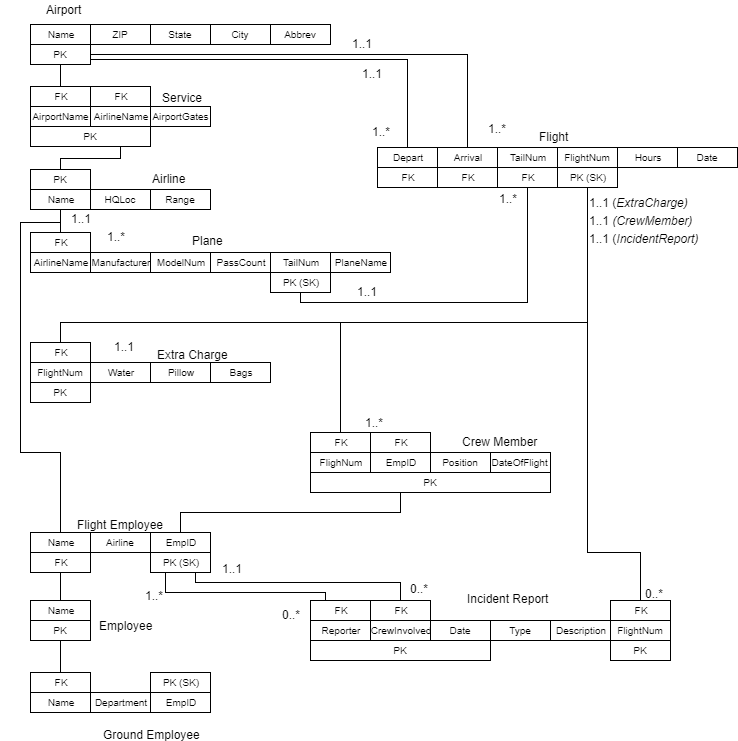 Airport
Name ZIP State City Abbrev
PK
1..1
1..1
FK FK Service
AirportName AirlineName AirportGates
PK
1..* 1..*
Flight
Depart Arrival TailNum FlightNum Hours Date
FK FK FK PK (SK)
PK Airline
Name HQLoc Range
1..*
1..1 (ExtraCharge)
1..1 (CrewMember)
1..1 (IncidentReport)
1..1
FK 1..* Plane
AirlineName Manufacturer ModelNum PassCount TailNum PlaneName
PK (SK)
1..1
FK 1..1 Extra Charge
FlightNum Water Pillow Bags
PK
1..*
FK FK Crew Member
FlighNum EmpID Position DateOfFlight
PK
Flight Employee
Name Airline EmpID
FK PK (SK)
1..1
1..* 0..* 0..*
0..*
Incident Report
FK FK FK
Reporter CrewInvolved Date Type Description FlightNum
PK PK
Name
PK Employee
FK PK (SK)
Name Department EmpID
Ground Employee